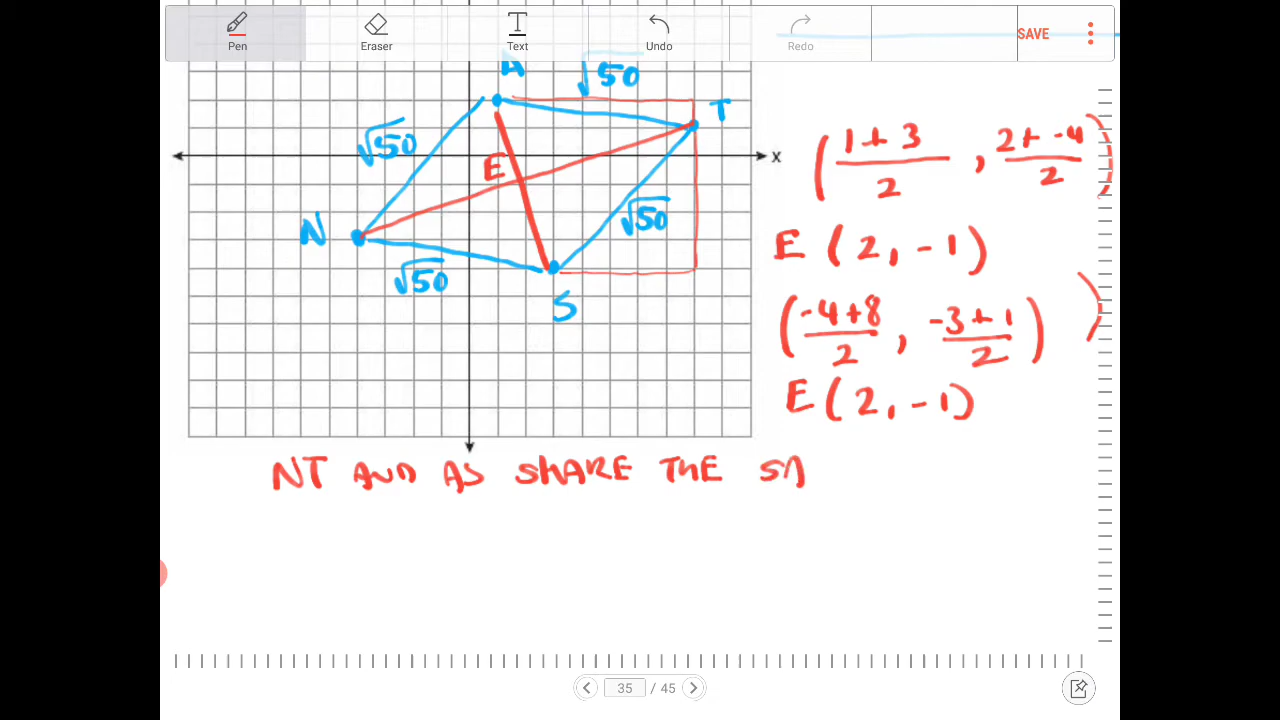 Pen Eraser Text Undo Redo SAVE
A √50 T
√50 x
E
N √50
√50
S
(1+3/2, 2+-4/2)
E (2, -1)
(-4+8/2, -3+1/2) )
E (2, -1)
NT AND AS SHARE THE SA
35 / 45